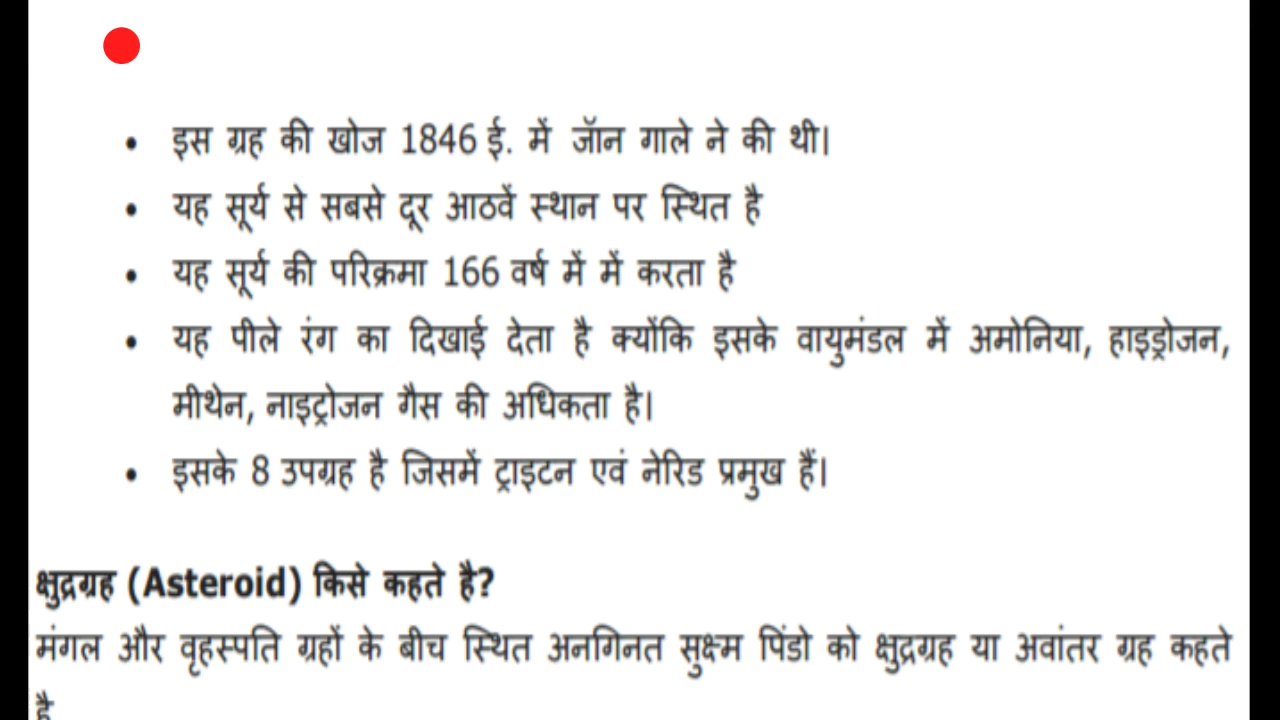 • इस ग्रह की खोज 1846 ई. में जॉन गाले ने की थी।
• यह सूर्य से सबसे दूर आठवें स्थान पर स्थित है
• यह सूर्य की परिक्रमा 166 वर्ष में में करता है
• यह पीले रंग का दिखाई देता है क्योंकि इसके वायुमंडल में अमोनिया, हाइड्रोजन,
मीथेन, नाइट्रोजन गैस की अधिकता है।
• इसके 8 उपग्रह है जिसमें ट्राइटन एवं नेरिड प्रमुख हैं।
क्षुद्रग्रह (Asteroid) किसे कहते है?
मंगल और वृहस्पति ग्रहों के बीच स्थित अनगिनत सुक्ष्म पिंडो को क्षुद्रग्रह या अवांतर ग्रह कहते
है